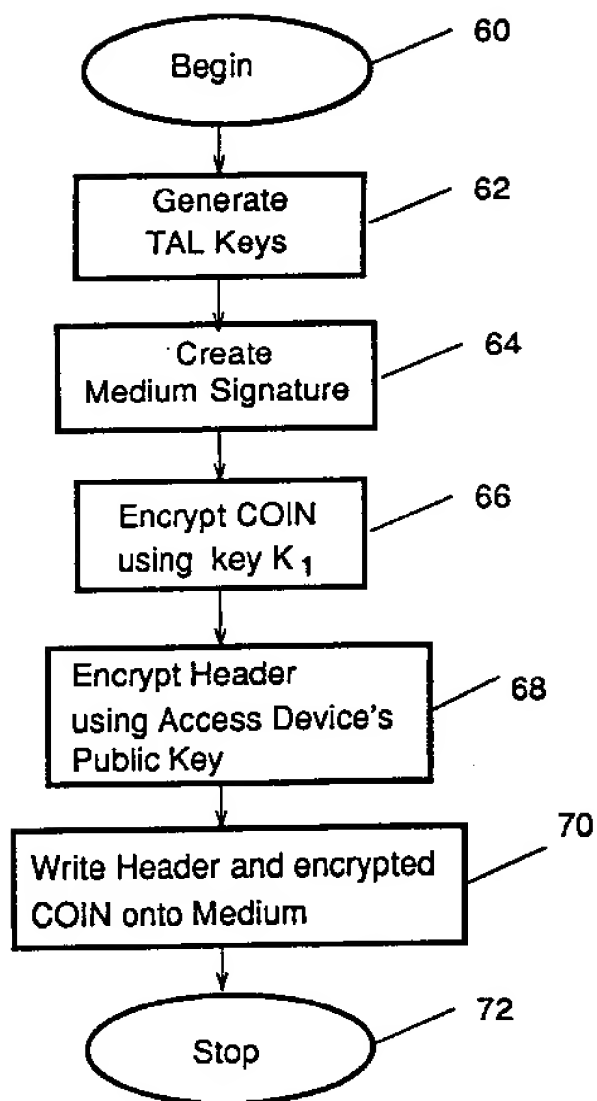 Begin
60
Generate
TAL Keys
62
Create
Medium Signature
64
Encrypt COIN
using key K1
66
Encrypt Header
using Access Device's
Public Key
68
Write Header and encrypted
COIN onto Medium
70
Stop
72